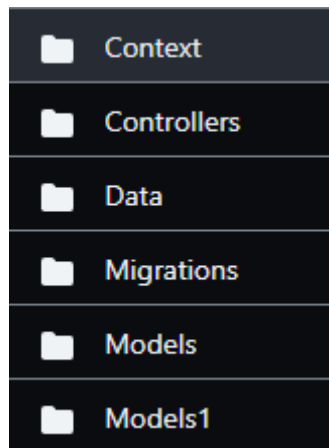 Context
Controllers
Data
Migrations
Models
Models1